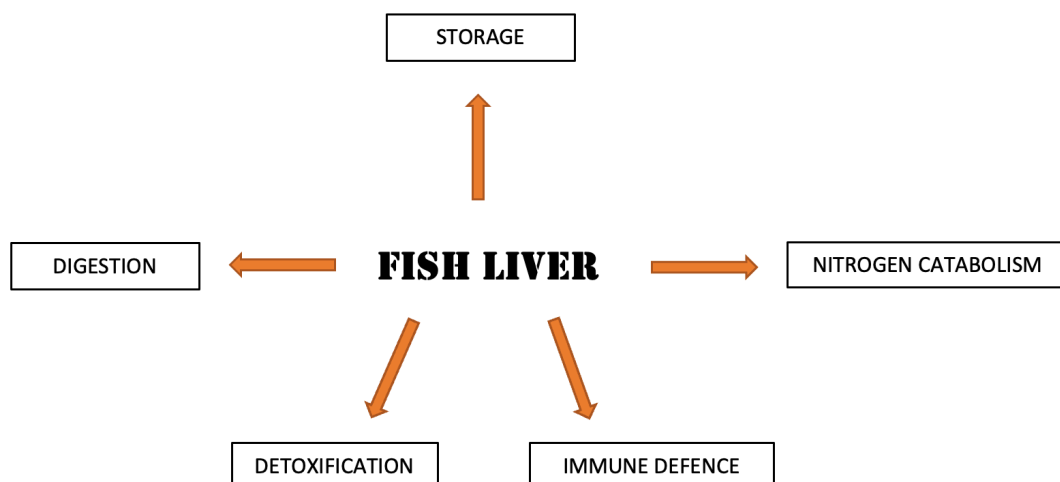 STORAGE
DIGESTION
FISH LIVER
NITROGEN CATABOLISM
DETOXIFICATION
IMMUNE DEFENCE